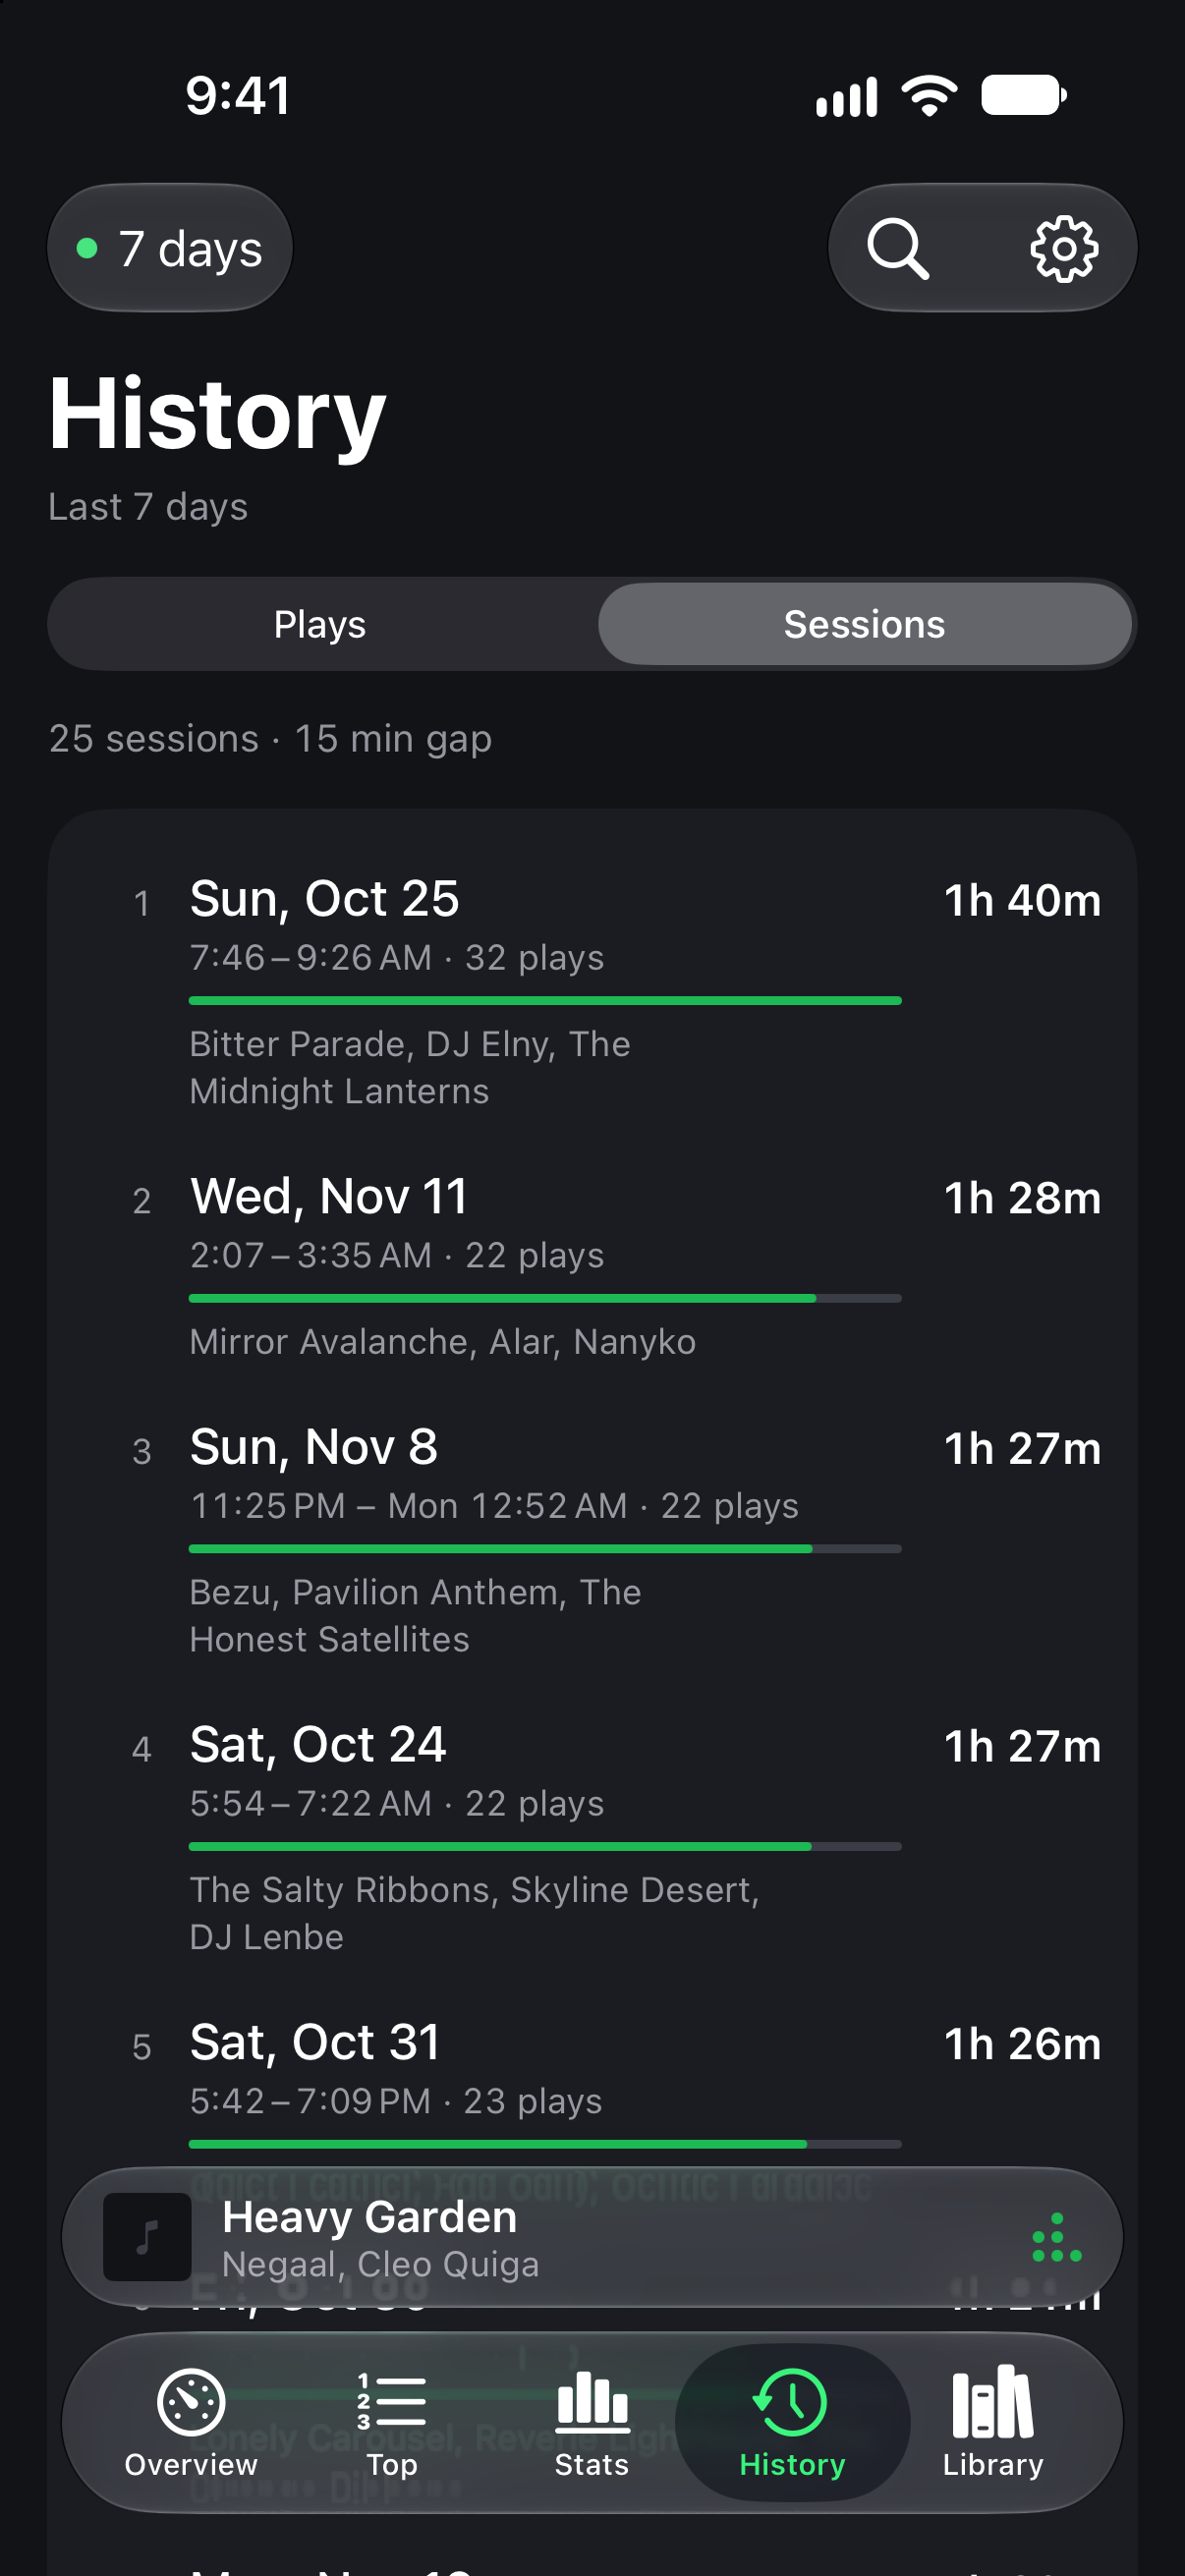 9:41
7 days
History
Last 7 days
Plays
Sessions
25 sessions · 15 min gap
1 Sun, Oct 25 1h 40m
7:46 – 9:26 AM · 32 plays
Bitter Parade, DJ Elny, The
Midnight Lanterns
2 Wed, Nov 11 1h 28m
2:07 – 3:35 AM · 22 plays
Mirror Avalanche, Alar, Nanyko
3 Sun, Nov 8 1h 27m
11:25 PM – Mon 12:52 AM · 22 plays
Bezu, Pavilion Anthem, The
Honest Satellites
4 Sat, Oct 24 1h 27m
5:54 – 7:22 AM · 22 plays
The Salty Ribbons, Skyline Desert,
DJ Lenbe
5 Sat, Oct 31 1h 26m
5:42 – 7:09 PM · 23 plays
Heavy Garden
Negaal, Cleo Quiga
Overview
Top
Stats
History
Library